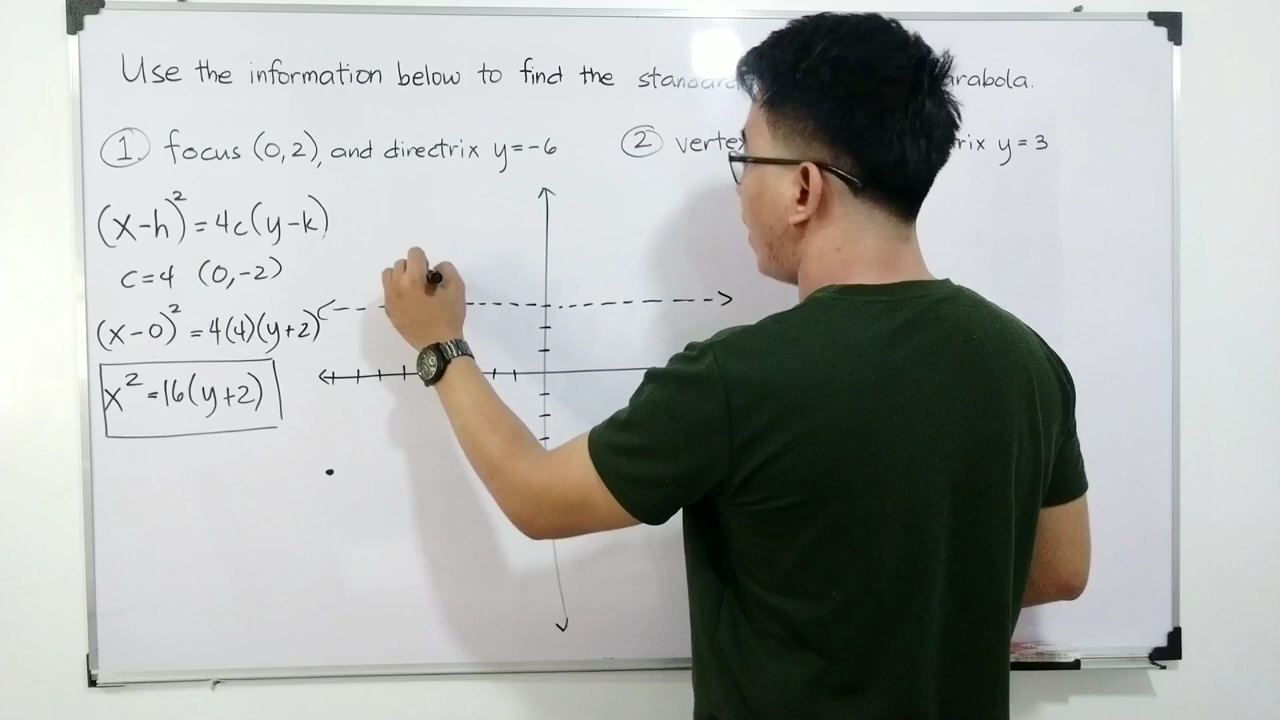 Use the information below to find the arabola.
1. focus (0,2), and directrix y=-6
2 verte rix y=3
(x-h)²=4c(y-k)
c=4 (0,-2)
(x-0)²=4(4)(y+2)
x²=16(y+2)